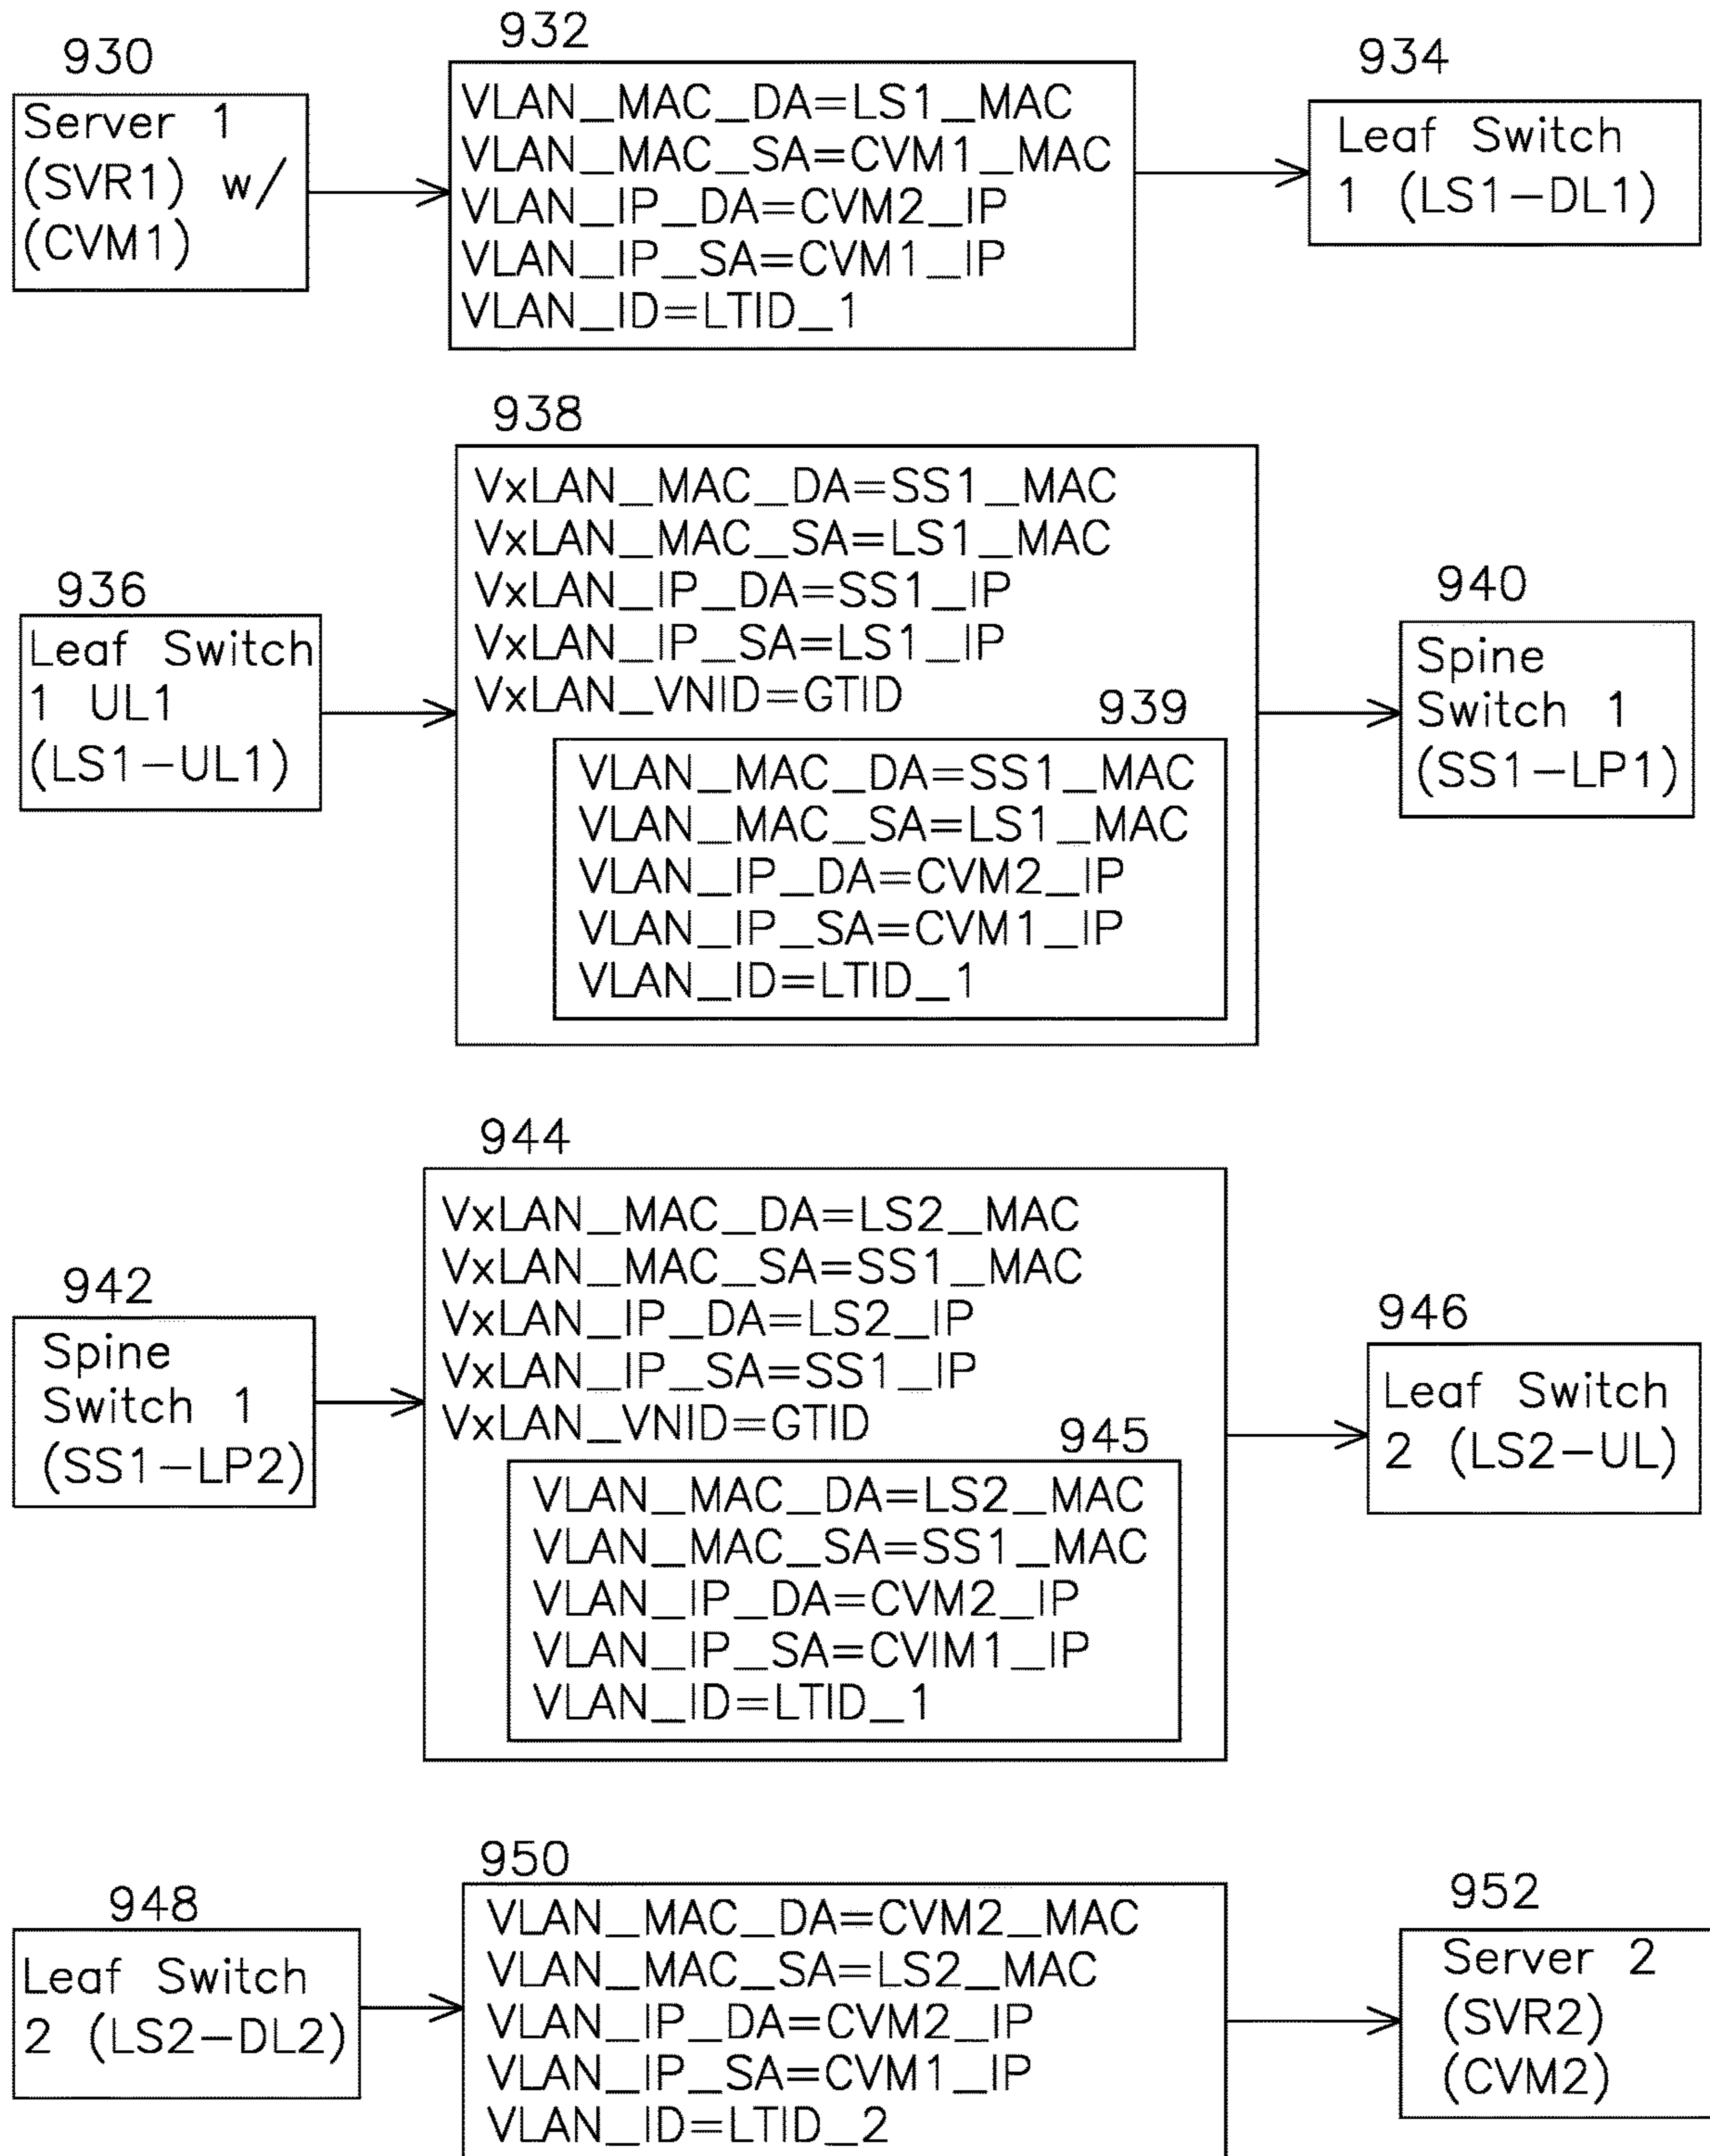 930
Server 1
(SVR1) w/
(CVM1)
932
VLAN_MAC_DA=LS1_MAC
VLAN_MAC_SA=CVM1_MAC
VLAN_IP_DA=CVM2_IP
VLAN_IP_SA=CVM1_IP
VLAN_ID=LTID_1
934
Leaf Switch
1 (LS1-DL1)
936
Leaf Switch
1 UL1
(LS1-UL1)
938
VxLAN_MAC_DA=SS1_MAC
VxLAN_MAC_SA=LS1_MAC
VxLAN_IP_DA=SS1_IP
VxLAN_IP_SA=LS1_IP
VxLAN_VNID=GTID
939
VLAN_MAC_DA=SS1_MAC
VLAN_MAC_SA=LS1_MAC
VLAN_IP_DA=CVM2_IP
VLAN_IP_SA=CVM1_IP
VLAN_ID=LTID_1
940
Spine
Switch 1
(SS1-LP1)
942
Spine
Switch 1
(SS1-LP2)
944
VxLAN_MAC_DA=LS2_MAC
VxLAN_MAC_SA=SS1_MAC
VxLAN_IP_DA=LS2_IP
VxLAN_IP_SA=SS1_IP
VxLAN_VNID=GTID
945
VLAN_MAC_DA=LS2_MAC
VLAN_MAC_SA=SS1_MAC
VLAN_IP_DA=CVM2_IP
VLAN_IP_SA=CVIM1_IP
VLAN_ID=LTID_1
946
Leaf Switch
2 (LS2-UL)
948
Leaf Switch
2 (LS2-DL2)
950
VLAN_MAC_DA=CVM2_MAC
VLAN_MAC_SA=LS2_MAC
VLAN_IP_DA=CVM2_IP
VLAN_IP_SA=CVM1_IP
VLAN_ID=LTID_2
952
Server 2
(SVR2)
(CVM2)